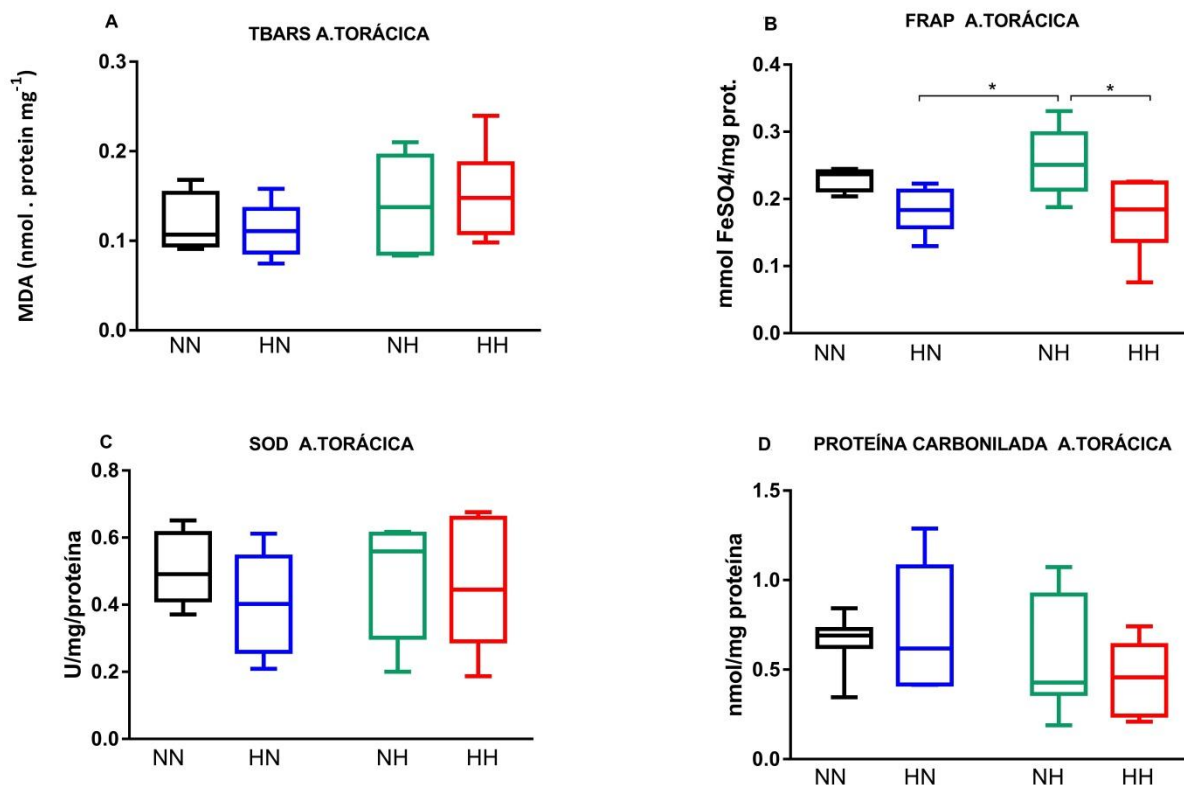 A
TBARS A.TORÁCICA
MDA (nmol . protein mg⁻¹)
0.3
0.2
0.1
0.0
NN HN NH HH
B
FRAP A.TORÁCICA
mmol FeSO4/mg prot.
0.4
0.3
0.2
0.1
0.0
* *
NN HN NH HH
C
SOD A.TORÁCICA
U/mg/proteína
0.8
0.6
0.4
0.2
0.0
NN HN NH HH
D
PROTEÍNA CARBONILADA A.TORÁCICA
nmol/mg proteína
1.5
1.0
0.5
0.0
NN HN NH HH